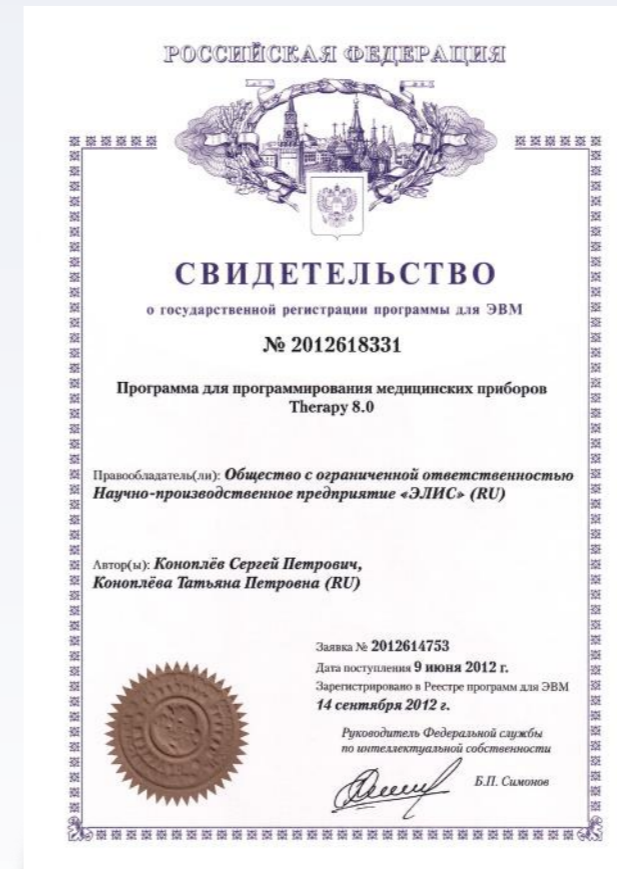 РОССИЙСКАЯ ФЕДЕРАЦИЯ
СВИДЕТЕЛЬСТВО
о государственной регистрации программы для ЭВМ
№ 2012618331
Программа для программирования медицинских приборов
Therapy 8.0
Правообладатель(ли): Общество с ограниченной ответственностью
Научно-производственное предприятие «ЭЛИС» (RU)
Автор(ы): Коноплёв Сергей Петрович,
Коноплёва Татьяна Петровна (RU)
Заявка № 2012614753
Дата поступления 9 июня 2012 г.
Зарегистрировано в Реестре программ для ЭВМ
14 сентября 2012 г.
Руководитель Федеральной службы
по интеллектуальной собственности
Б.П. Симонов